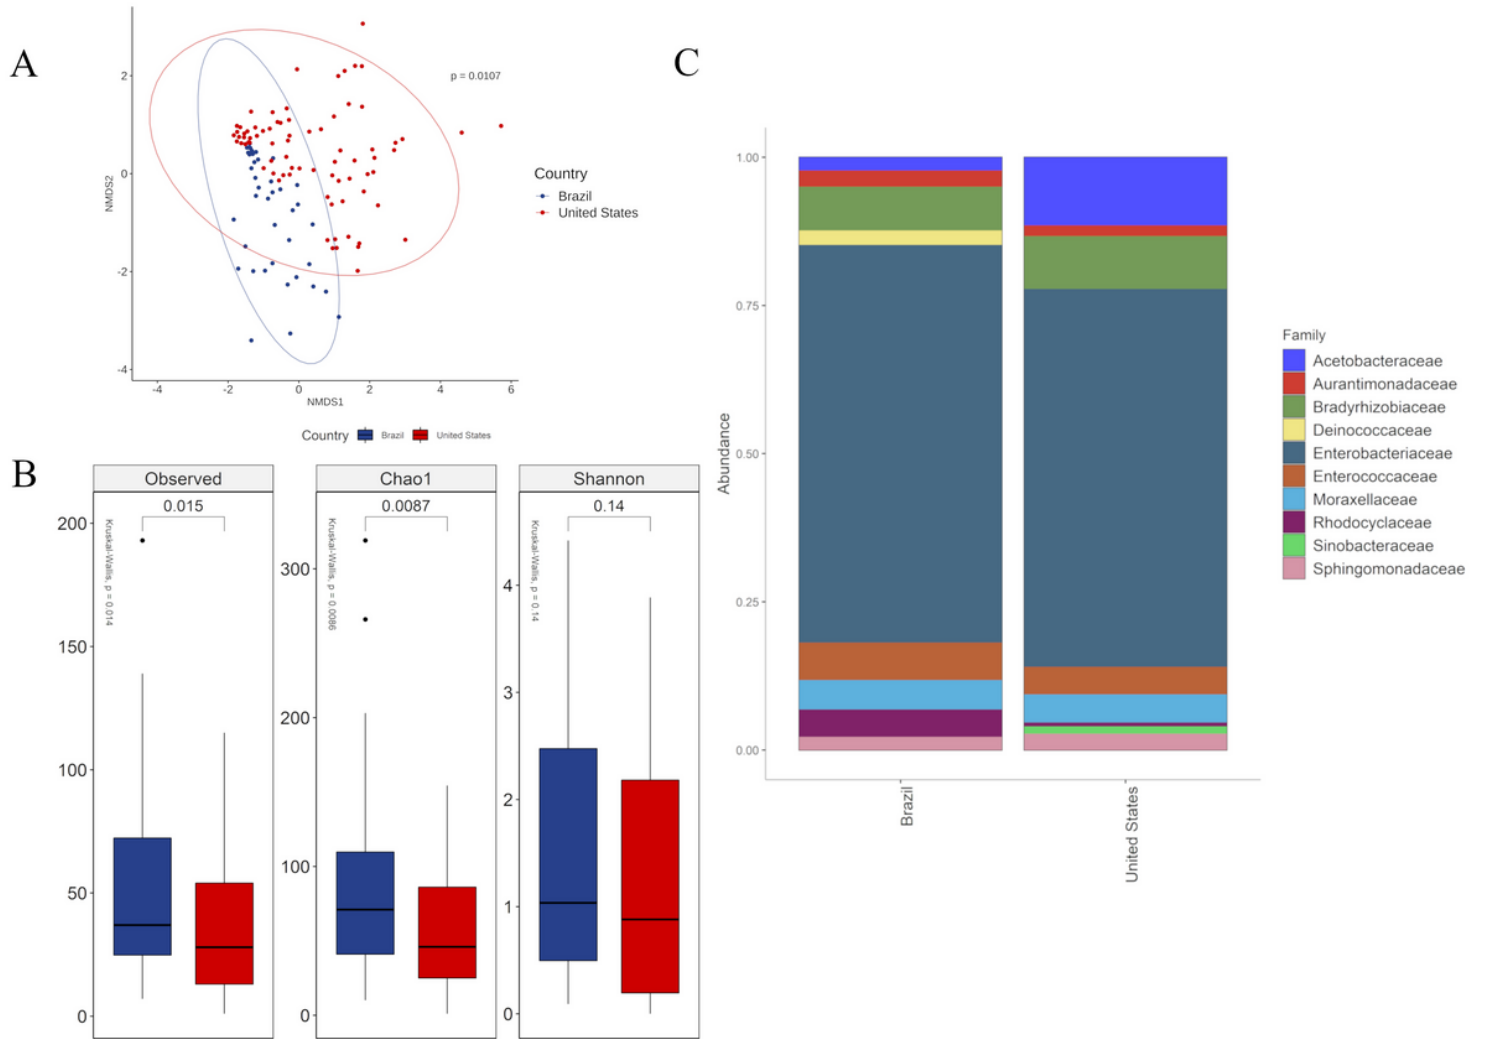 A
2
0
-2
-4
NMDS2
p = 0.0107
-4
-2
0
2
4
6
NMDS1
Country
Brazil
United States
B
Country Brazil United States
Observed
200
150
100
50
0
0.015
Kruskal-Wallis, p = 0.014
Chao1
300
200
100
0
0.0087
Kruskal-Wallis, p = 0.0086
Shannon
4
3
2
1
0
0.14
Kruskal-Wallis, p = 0.14
C
1.00
0.75
0.50
0.25
0.00
Abundance
Brazil
United States
Family
Acetobacteraceae
Aurantimonadaceae
Bradyrhizobiaceae
Deinococcaceae
Enterobacteriaceae
Enterococcaceae
Moraxellaceae
Rhodocyclaceae
Sinobacteraceae
Sphingomonadaceae